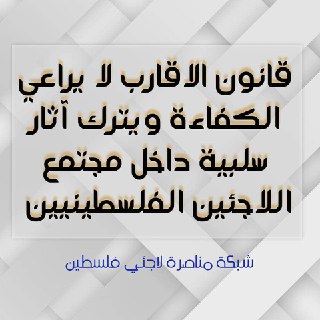 قانون الاقارب لا يراعي
الكفاءة ويترك آثار
سلبية داخل مجتمع
اللاجئين الفلسطينيين
شبكة مناصرة لاجئي فلسطين